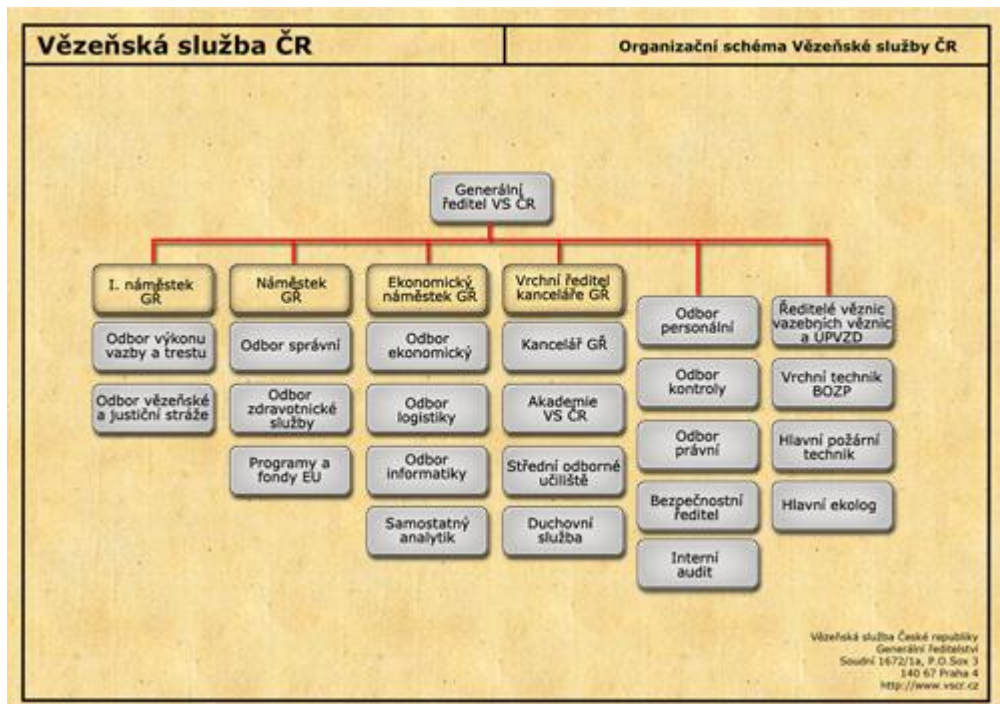 Vězeňská služba ČR
Organizační schéma Vězeňské služby ČR
Generální
ředitel VS ČR
I. náměstek
GŘ
Odbor výkonu
vazby a trestu
Odbor vězeňské
a justiční stráže
Náměstek
GŘ
Odbor správní
Odbor
zdravotnické
služby
Programy a
fondy EU
Ekonomický
náměstek GŘ
Odbor
ekonomický
Odbor
logistiky
Odbor
informatiky
Samostatný
analytik
Vrchní ředitel
kanceláře GŘ
Kancelář GŘ
Akademie
VS ČR
Střední odborné
učiliště
Duchovní
služba
Odbor
personální
Odbor
kontroly
Odbor
právní
Bezpečnostní
ředitel
Interní
audit
Ředitelé věznic
vazebních věznic
a ÚPVZD
Vrchní technik
BOZP
Hlavní požární
technik
Hlavní ekolog
Vězeňská služba České republiky
Generální ředitelství
Soudní 1672/1a, P.O.Box 3
140 67 Praha 4
http://www.vscr.cz